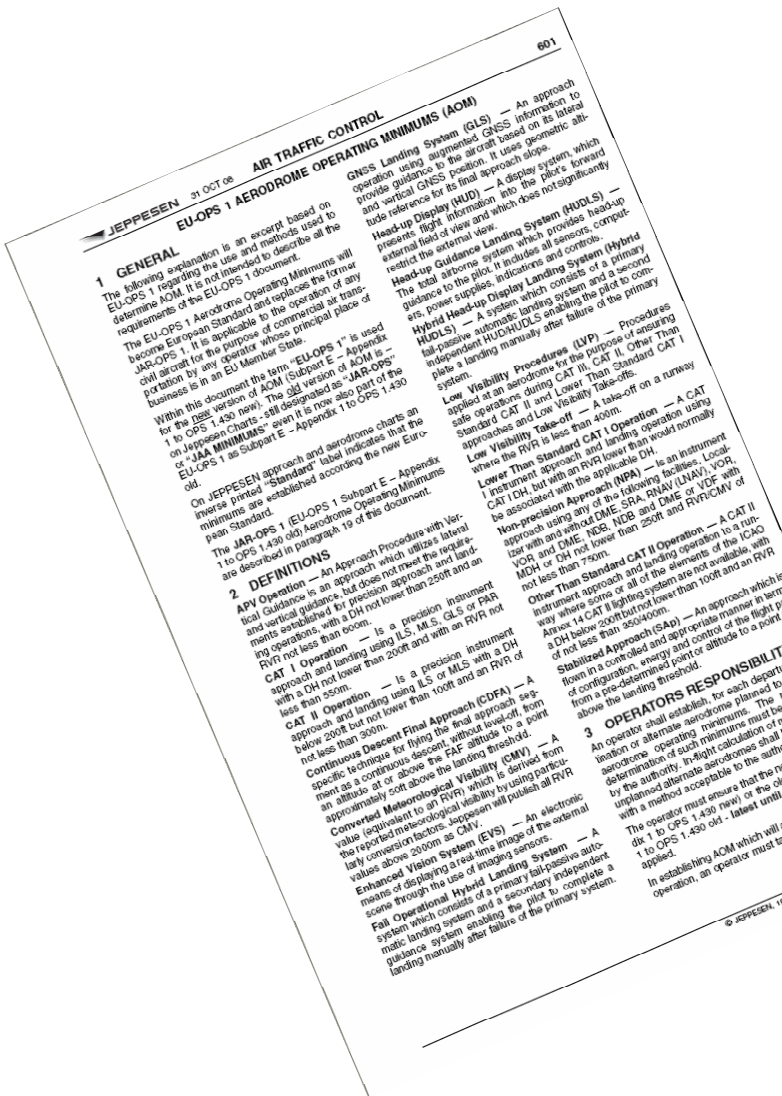 601
JEPPESEN 31 OCT 08 AIR TRAFFIC CONTROL
EU-OPS 1 AERODROME OPERATING MINIMUMS (AOM)
1 GENERAL
The following explanation is an excerpt based on
EU-OPS 1 regarding the use and methods used to
determine AOM. It is not intended to describe all the
requirements of the EU-OPS 1 document.
The EU-OPS 1 Aerodrome Operating Minimums will
become European Standard and replaces the former
JAR-OPS 1. It is applicable to the operation of any
civil aircraft for the purpose of commercial air trans-
portation by any operator whose principal place of
business is in an EU Member State.
Within this document the term "EU-OPS 1" is used
for the new version of AOM (Subpart E – Appendix
1 to OPS 1.430 new). The old version of AOM is –
on Jeppesen Charts - still designated as "JAR-OPS"
or "JAA MINIMUMS" even it is now also part of the
EU-OPS 1 as Subpart E – Appendix 1 to OPS 1.430
old.
On JEPPESEN approach and aerodrome charts an
inverse printed "Standard" label indicates that the
minimums are established according the new Euro-
pean Standard.
The JAR-OPS 1 (EU-OPS 1 Subpart E – Appendix
1 to OPS 1.430 old) Aerodrome Operating Minimums
are described in paragraph 19 of this document.
2 DEFINITIONS
APV Operation — An Approach Procedure with Ver-
tical Guidance is an approach which utilizes lateral
and vertical guidance, but does not meet the require-
ments established for precision approach and land-
ing operations, with a DH not lower than 250ft and an
RVR not less than 600m.
CAT I Operation — Is a precision instrument
approach and landing using ILS, MLS, GLS or PAR
with a DH not lower than 200ft and with an RVR not
less than 550m.
CAT II Operation — Is a precision instrument
approach and landing using ILS or MLS with a DH
below 200ft but not lower than 100ft and an RVR of
not less than 300m.
Continuous Descent Final Approach (CDFA) — A
specific technique for flying the final approach seg-
ment as a continuous descent, without level-off, from
an altitude at or above the FAF altitude to a point
approximately 50ft above the landing threshold.
Converted Meteorological Visibility (CMV) — A
value (equivalent to an RVR) which is derived from
the reported meteorological visibility by using particu-
larly conversion factors. Jeppesen will publish all RVR
values above 2000m as CMV.
Enhanced Vision System (EVS) — An electronic
means of displaying a real-time image of the external
scene through the use of imaging sensors.
Fail Operational Hybrid Landing System — A
system which consists of a primary fail-passive auto-
matic landing system and a secondary independent
guidance system enabling the pilot to complete a
landing manually after failure of the primary system.
GNSS Landing System (GLS) — An approach
operation using augmented GNSS information to
provide guidance to the aircraft based on its lateral
and vertical GNSS position. It uses geometric alti-
tude reference for its final approach slope.
Head-up Display (HUD) — A display system, which
presents flight information into the pilot's forward
external field of view and which does not significantly
restrict the external view.
Head-up Guidance Landing System (HUDLS) —
The total airborne system which provides head-up
guidance to the pilot. It includes all sensors, comput-
ers, power supplies, indications and controls.
Hybrid Head-up Display Landing System (Hybrid
HUDLS) — A system which consists of a primary
fail-passive automatic landing system and a second
independent HUD/HUDLS enabling the pilot to com-
plete a landing manually after failure of the primary
system.
Low Visibility Procedures (LVP) — Procedures
applied at an aerodrome for the purpose of ensuring
safe operations during CAT III, CAT II, Other Than
Standard CAT II and Lower Than Standard CAT I
approaches and Low Visibility Take-offs.
Low Visibility Take-off — A take-off on a runway
where the RVR is less than 400m.
Lower Than Standard CAT I Operation — A CAT
I instrument approach and landing operation using
CAT I DH, but with an RVR lower than would normally
be associated with the applicable DH.
Non-precision Approach (NPA) — Is an instrument
approach using any of the following facilities, Local-
izer with and without DME, SRA, RNAV (LNAV), VOR,
VOR and DME, NDB, NDB and DME or VDF with
MDH or DH not lower than 250ft and RVR/CMV of
not less than 750m.
Other Than Standard CAT II Operation — A CAT II
instrument approach and landing operation to a run-
way where some or all of the elements of the ICAO
Annex 14 CAT II lighting system are not available, with
a DH below 200ft but not lower than 100ft and an RVR
of not less than 350/400m.
Stabilized Approach (SAp) — An approach which is
flown in a controlled and appropriate manner in term
of configuration, energy and control of the flight
from a pre-determined point or altitude to a point
above the landing threshold.
3 OPERATORS RESPONSIBILIT
An operator shall establish, for each depart
tination or alternate aerodrome planned to
aerodrome operating minimums. The
determination of such minimums must be
by the authority. In-flight calculation of
unplanned alternate aerodromes shall
with a method acceptable to the autho
The operator must ensure that the
dix 1 to OPS 1.430 new) or the ol
1 to OPS 1.430 old - latest until
applied.
In establishing AOM which will
operation, an operator must ta
© JEPPESEN, 1